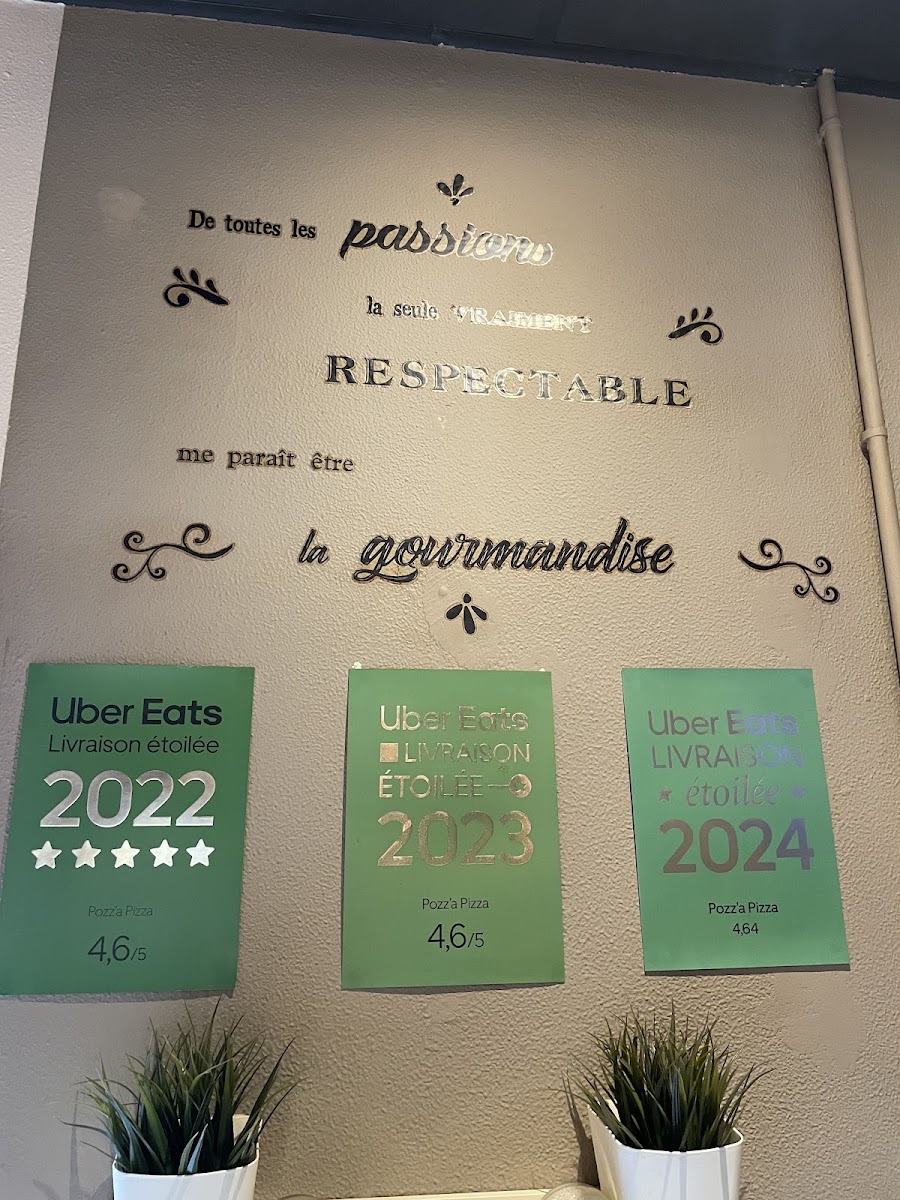 De toutes les passions
la seule VRAIMENT
RESPECTABLE
me paraît être
la gourmandise
Uber Eats
Livraison étoilée
2022
Pozz'a Pizza
4,6/5
Uber Eats
LIVRAISON
ÉTOILÉE
2023
Pozz'a Pizza
4,6/5
Uber Eats
LIVRAISON
étoilée
2024
Pozz'a Pizza
4,64